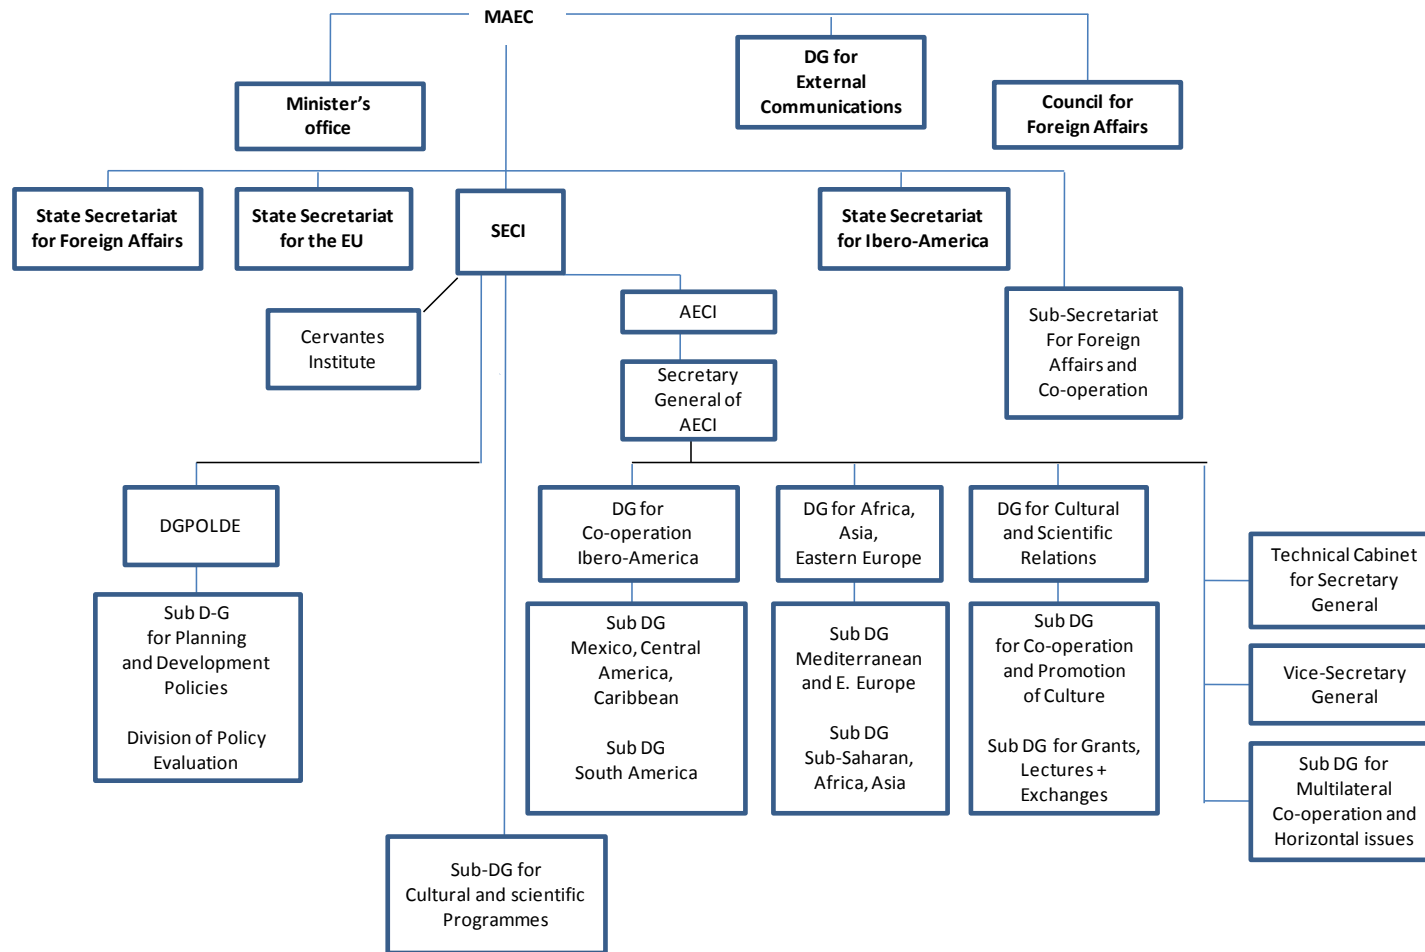 MAEC
Minister's
office
DG for
External
Communications
Council for
Foreign Affairs
State Secretariat
for Foreign Affairs
State Secretariat
for the EU
SECI
State Secretariat
for Ibero-America
Cervantes
Institute
AECI
Sub-Secretariat
For Foreign
Affairs and
Co-operation
Secretary
General of
AECI
DGPOLDE
DG for
Co-operation
Ibero-America
DG for Africa,
Asia,
Eastern Europe
DG for Cultural
and Scientific
Relations
Technical Cabinet
for Secretary
General
Sub D-G
for Planning
and Development
Policies
Division of Policy
Evaluation
Sub DG
Mexico, Central
America,
Caribbean
Sub DG
South America
Sub DG
Mediterranean
and E. Europe
Sub DG
Sub-Saharan,
Africa, Asia
Sub DG
for Co-operation
and Promotion
of Culture
Sub DG for Grants,
Lectures +
Exchanges
Vice-Secretary
General
Sub DG for
Multilateral
Co-operation and
Horizontal issues
Sub-DG for
Cultural and scientific
Programmes